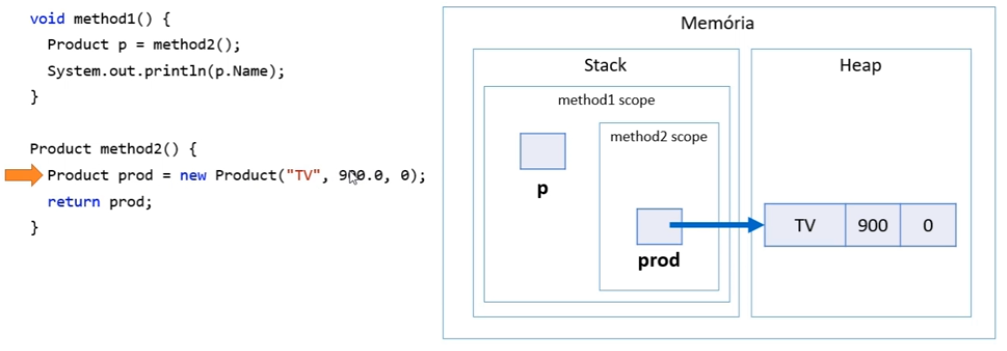 void method1() {
Product p = method2();
System.out.println(p.Name);
}
Product method2() {
Product prod = new Product("TV", 900.0, 0);
return prod;
}
Memória
Stack
Heap
method1 scope
method2 scope
p
prod
TV 900 0